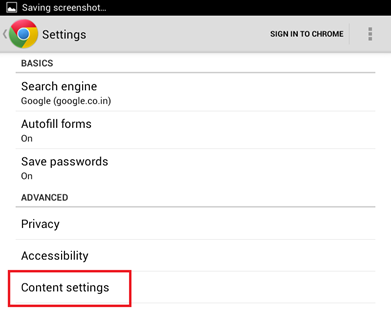 Saving screenshot...
Settings
SIGN IN TO CHROME
BASICS
Search engine
Google (google.co.in)
Autofill forms
On
Save passwords
On
ADVANCED
Privacy
Accessibility
Content settings